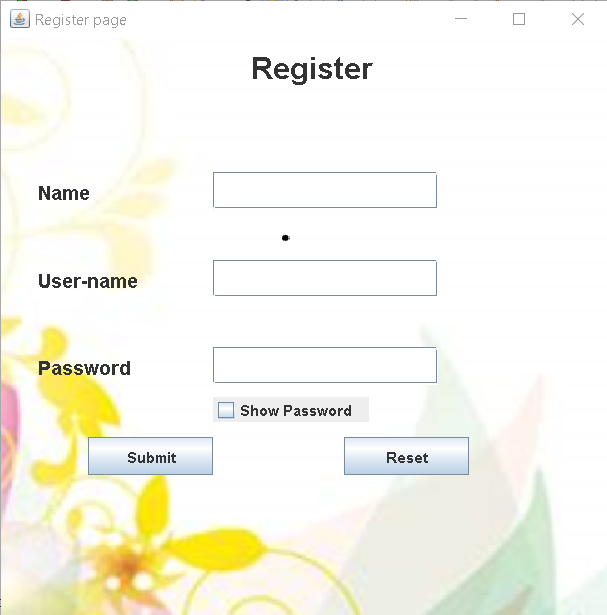 Register page
Register
Name
User-name
Password
Show Password
Submit
Reset